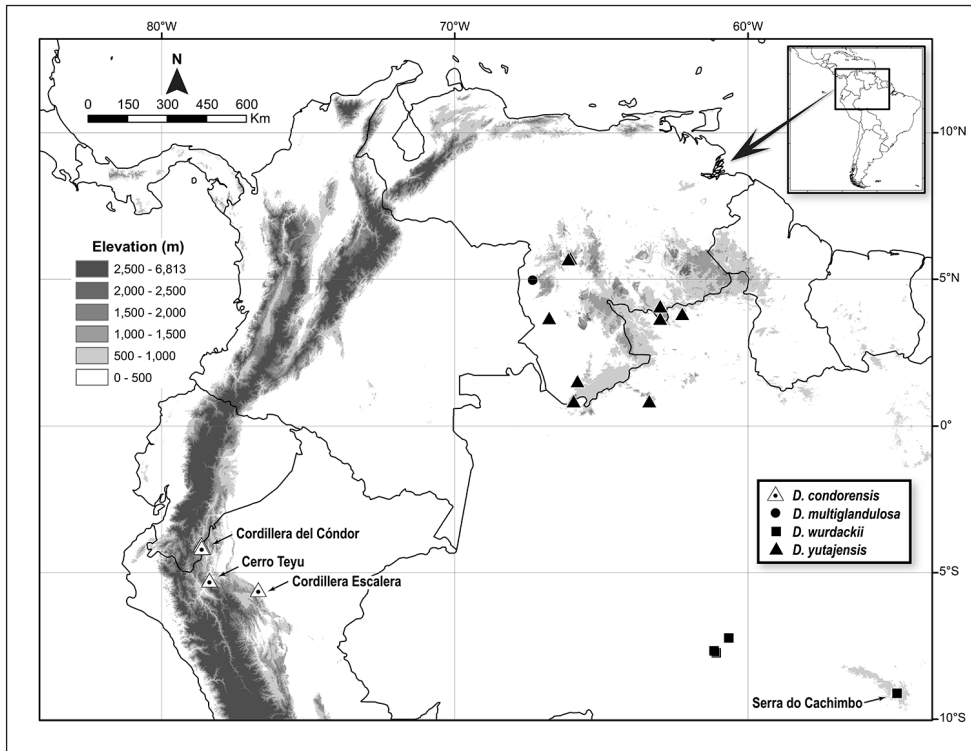 80°W 70°W 60°W
N
0 150 300 450 600
Km
10°N
Elevation (m)
2,500 - 6,813
2,000 - 2,500
1,500 - 2,000
1,000 - 1,500
500 - 1,000
0 - 500
5°N
0°
D. condorensis
D. multiglandulosa
D. wurdackii
D. yutajensis
Cordillera del Cóndor
Cerro Teyu
Cordillera Escalera
5°S
Serra do Cachimbo
10°S